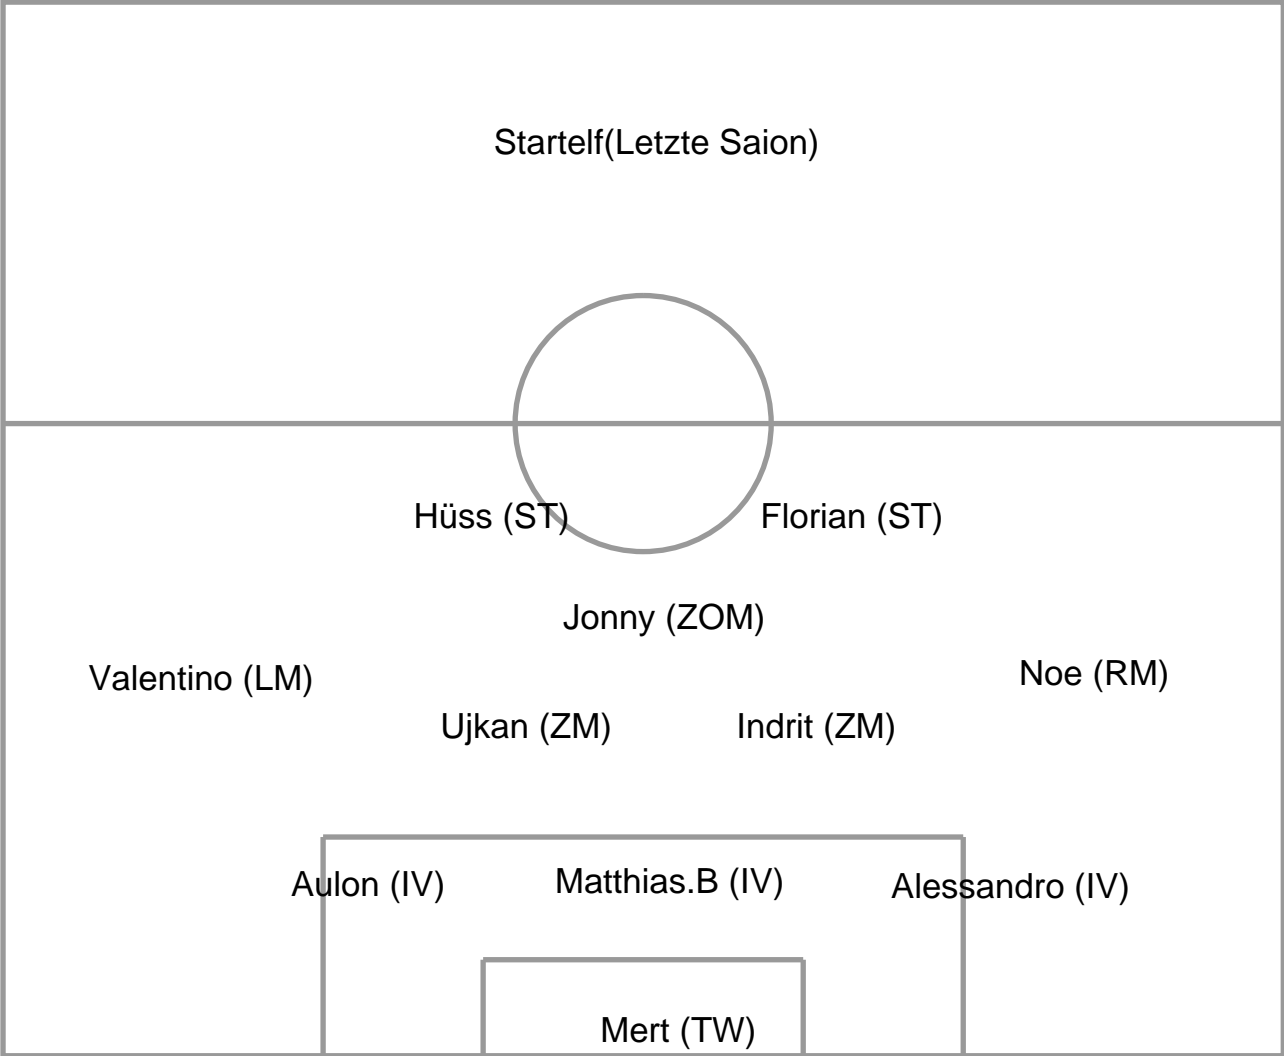 Startelf(Letzte Saion)
Hüss (ST)
Florian (ST)
Jonny (ZOM)
Valentino (LM)
Noe (RM)
Ujkan (ZM)
Indrit (ZM)
Aulon (IV)
Matthias.B (IV)
Alessandro (IV)
Mert (TW)